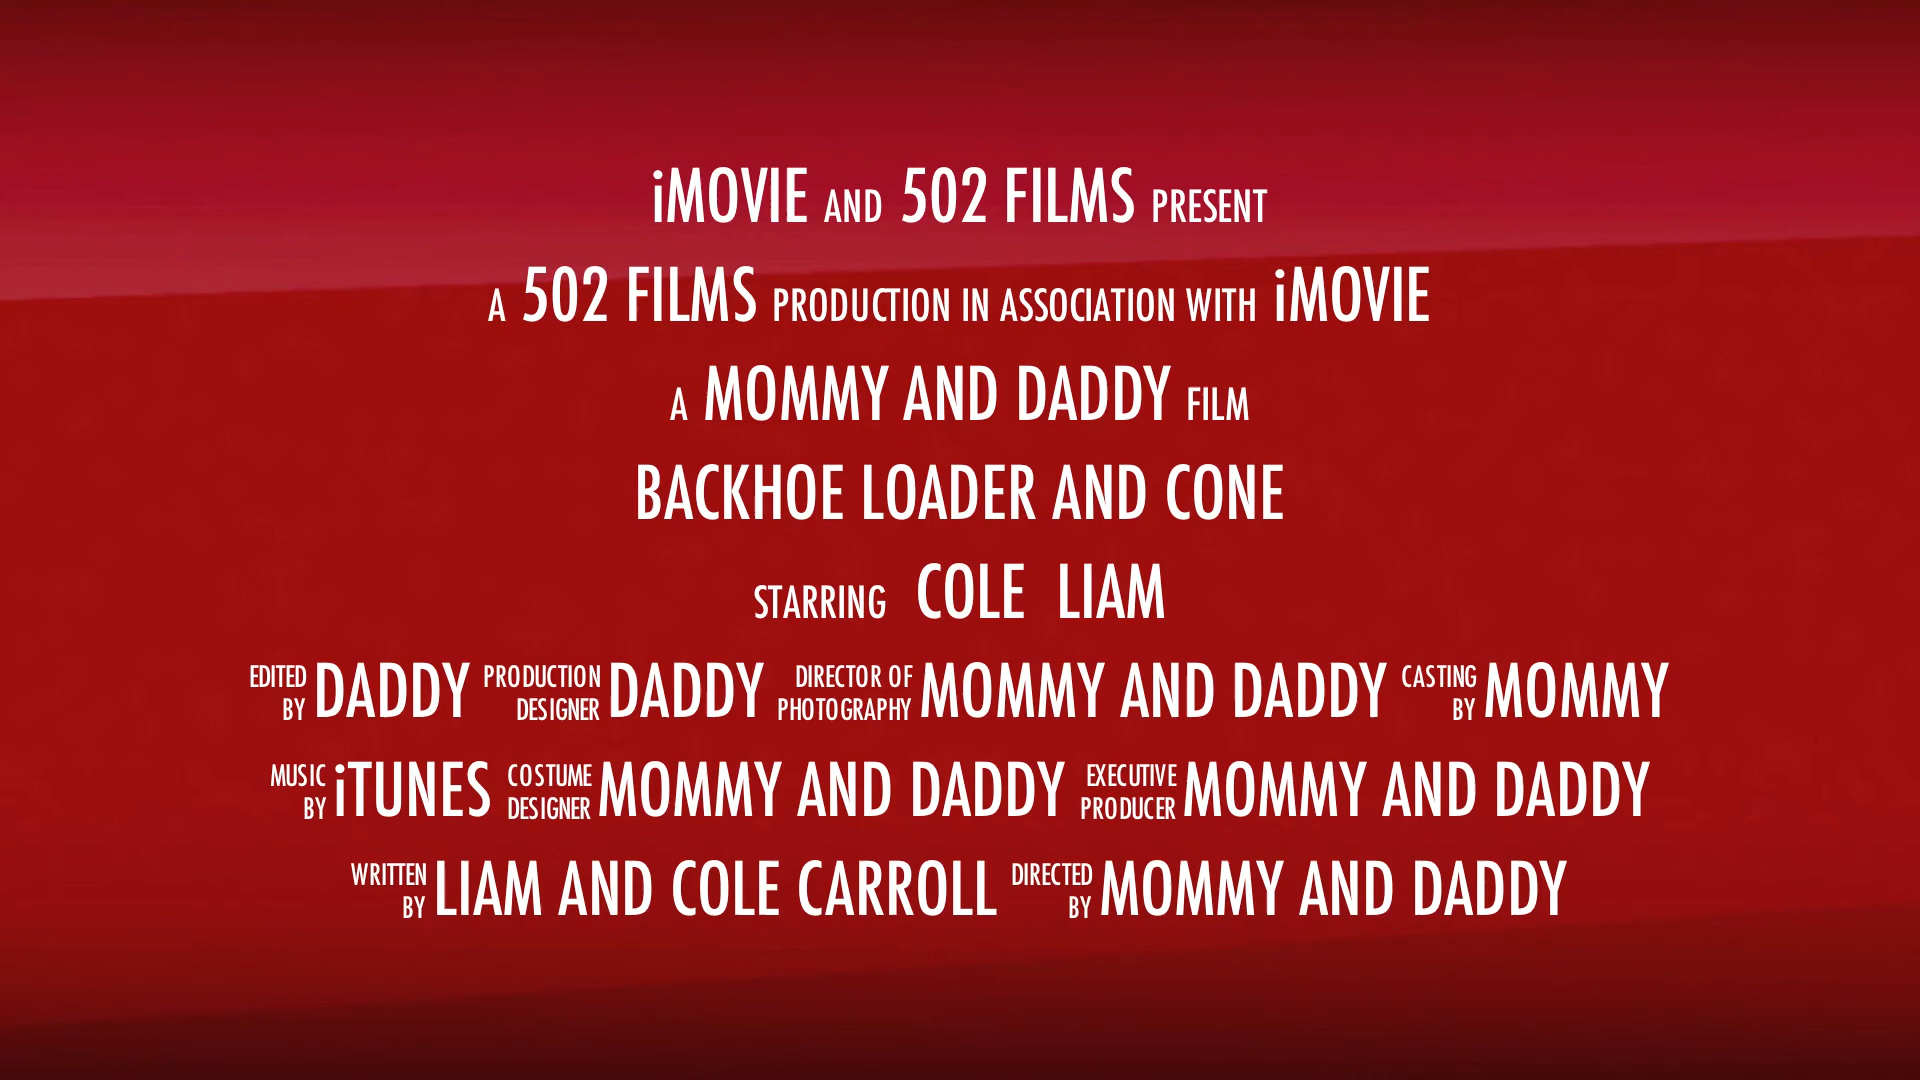 iMOVIE AND 502 FILMS PRESENT
A 502 FILMS PRODUCTION IN ASSOCIATION WITH iMOVIE
A MOMMY AND DADDY FILM
BACKHOE LOADER AND CONE
STARRING COLE LIAM
EDITED BY DADDY PRODUCTION DESIGNER DADDY DIRECTOR OF PHOTOGRAPHY MOMMY AND DADDY CASTING BY MOMMY
MUSIC BY iTUNES COSTUME DESIGNER MOMMY AND DADDY EXECUTIVE PRODUCER MOMMY AND DADDY
WRITTEN BY LIAM AND COLE CARROLL DIRECTED BY MOMMY AND DADDY